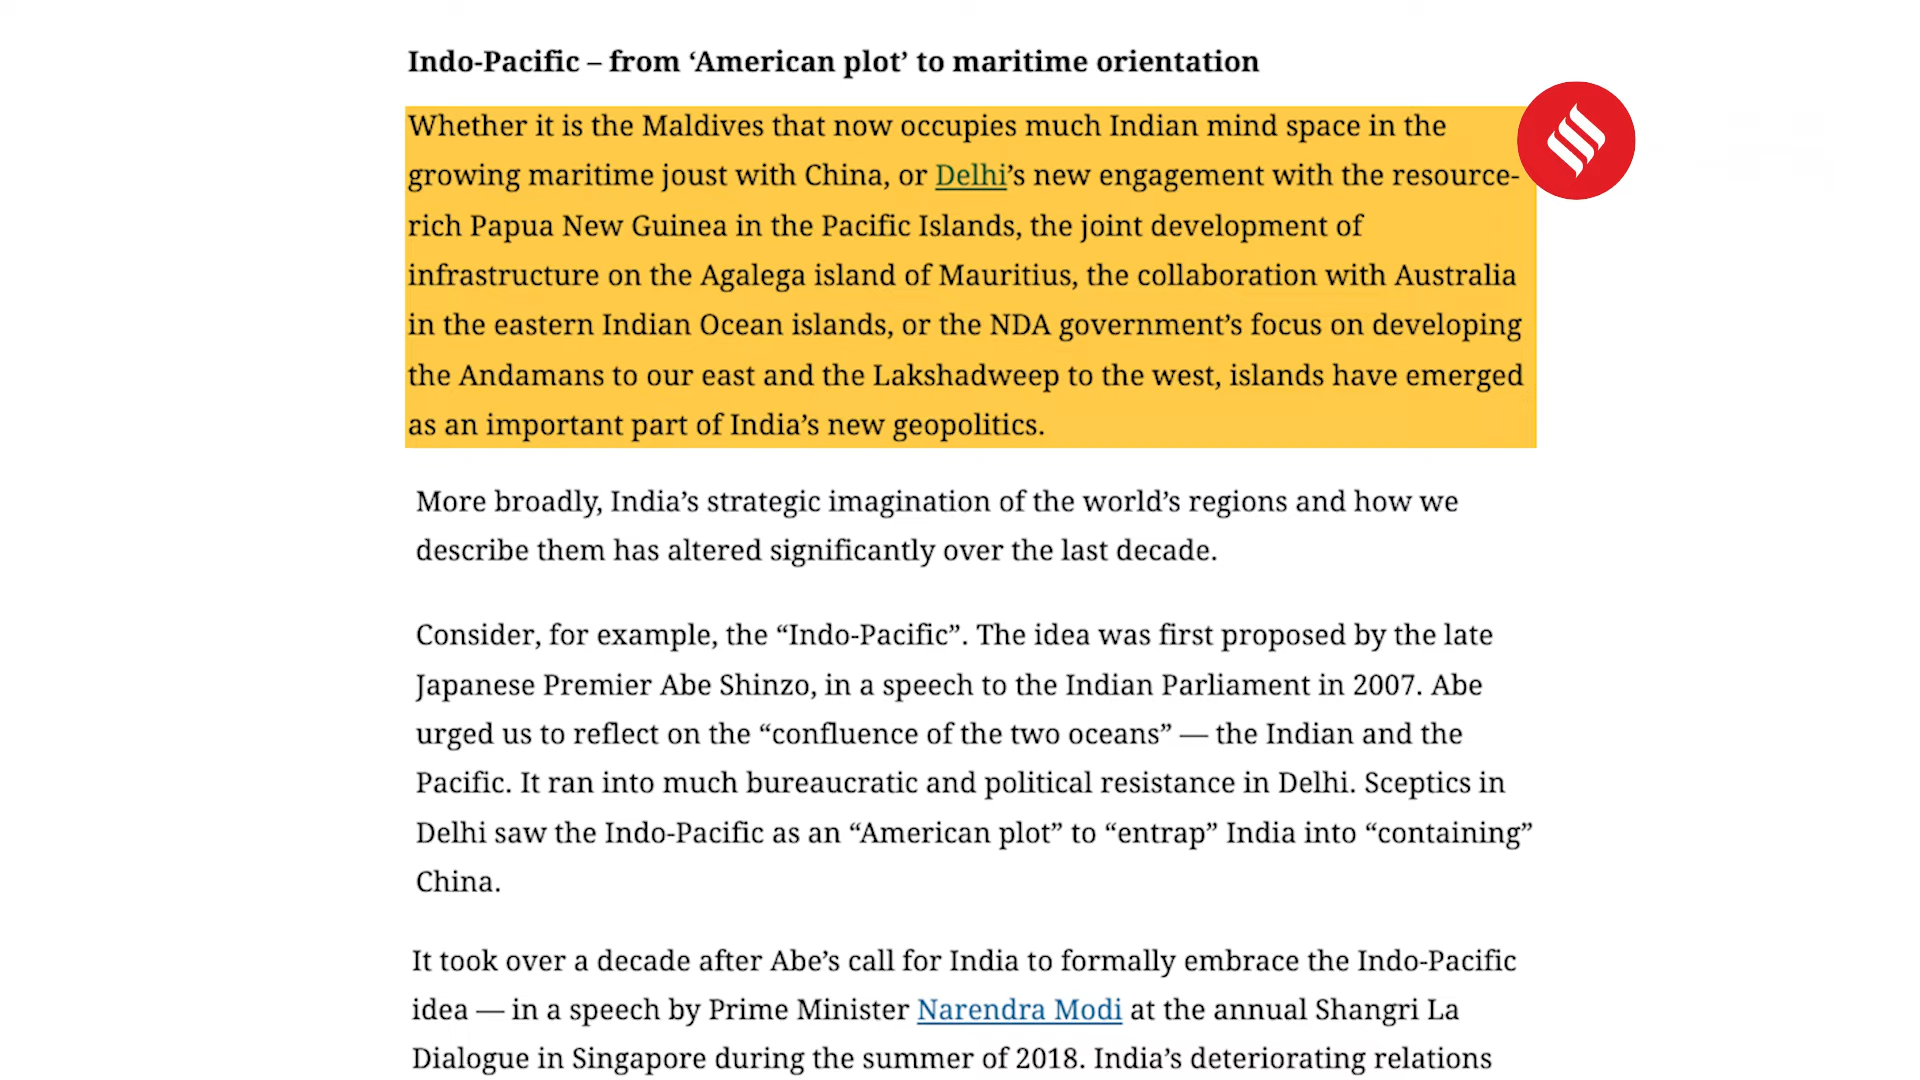 Indo-Pacific – from ‘American plot’ to maritime orientation
Whether it is the Maldives that now occupies much Indian mind space in the
growing maritime joust with China, or Delhi’s new engagement with the resource-
rich Papua New Guinea in the Pacific Islands, the joint development of
infrastructure on the Agalega island of Mauritius, the collaboration with Australia
in the eastern Indian Ocean islands, or the NDA government’s focus on developing
the Andamans to our east and the Lakshadweep to the west, islands have emerged
as an important part of India’s new geopolitics.
More broadly, India’s strategic imagination of the world’s regions and how we
describe them has altered significantly over the last decade.
Consider, for example, the “Indo-Pacific”. The idea was first proposed by the late
Japanese Premier Abe Shinzo, in a speech to the Indian Parliament in 2007. Abe
urged us to reflect on the “confluence of the two oceans” — the Indian and the
Pacific. It ran into much bureaucratic and political resistance in Delhi. Sceptics in
Delhi saw the Indo-Pacific as an “American plot” to “entrap” India into “containing”
China.
It took over a decade after Abe’s call for India to formally embrace the Indo-Pacific
idea — in a speech by Prime Minister Narendra Modi at the annual Shangri La
Dialogue in Singapore during the summer of 2018. India’s deteriorating relations